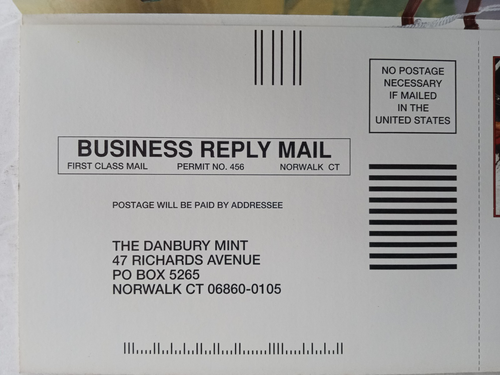 NO POSTAGE
NECESSARY
IF MAILED
IN THE
UNITED STATES
BUSINESS REPLY MAIL
FIRST CLASS MAIL PERMIT NO. 456 NORWALK CT
POSTAGE WILL BE PAID BY ADDRESSEE
THE DANBURY MINT
47 RICHARDS AVENUE
PO BOX 5265
NORWALK CT 06860-0105